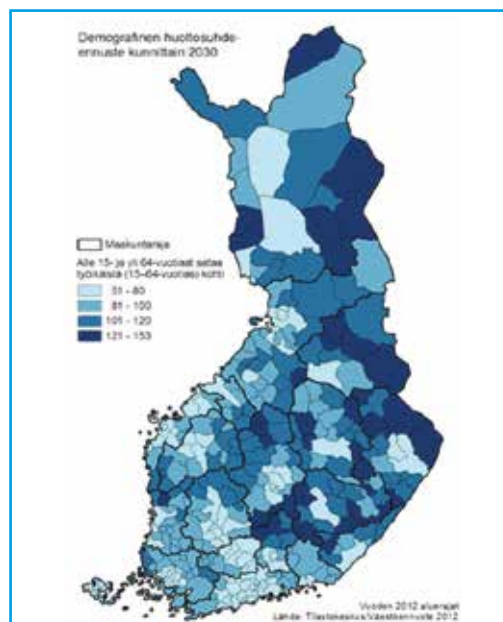 Demografinen huoltosuhde-
ennuste kunnittain 2030
Maakuntaraja
Alle 15- ja yli 64-vuotiaat sataa
työikäistä (15–64-vuotias) kohti
51 - 80
81 - 100
101 - 120
121 - 153
Vuoden 2012 aluerajat
Lähde: Tilastokeskus/Väestöennuste 2012